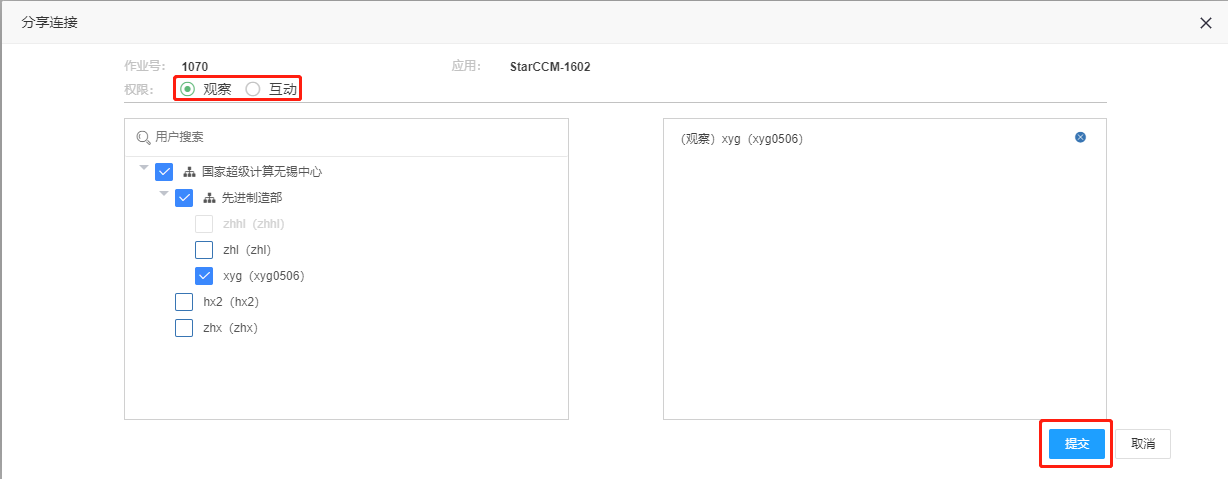 分享连接
作业号： 1070 应用： StarCCM-1602
权限： 观察 互动
用户搜索
国家超级计算无锡中心
先进制造部
zhhl（zhhl）
zhl（zhl）
xyg（xyg0506）
hx2（hx2）
zhx（zhx）
（观察）xyg（xyg0506）
提交 取消